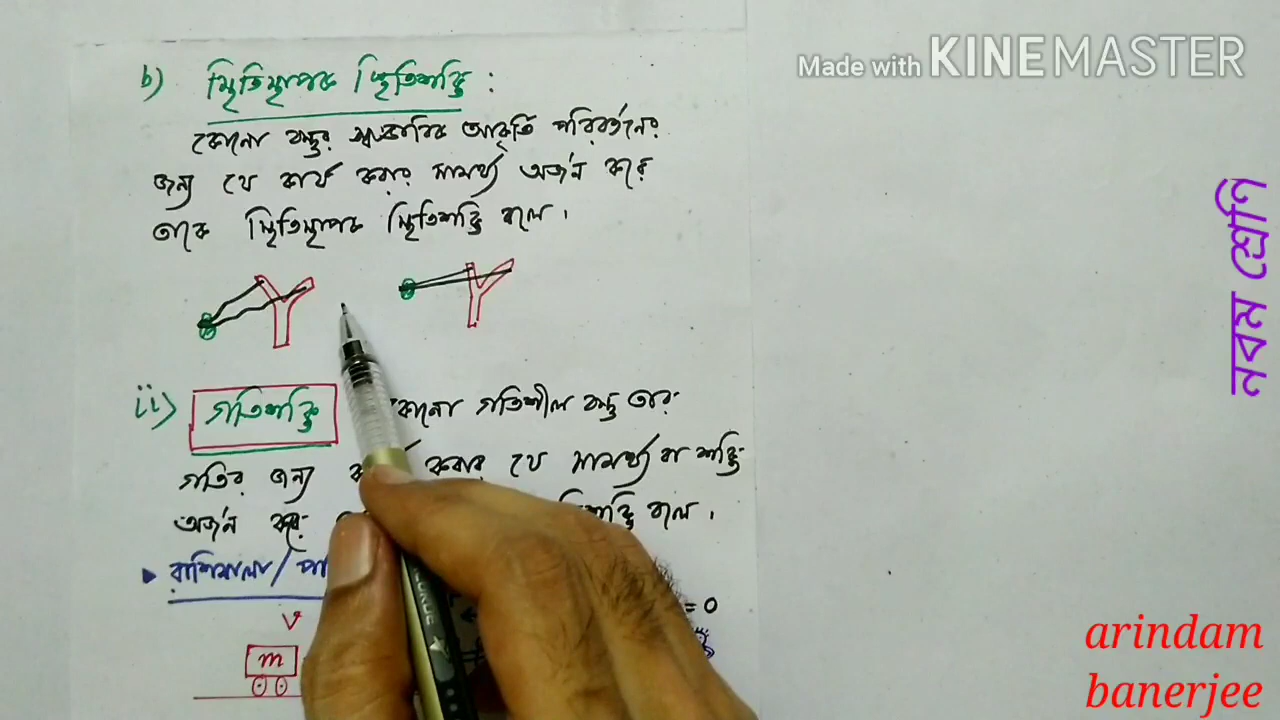 Made with KINEMASTER
b) স্থিতিস্থাপক স্থিতিশক্তি :
কোনো বস্তুর স্বাভাবিক আকৃতি পরিবর্তনের
জন্য যে কার্য করার সামর্থ্য অর্জন করে
তাকে স্থিতিস্থাপক স্থিতিশক্তি বলে।
নবম শ্রেণি
ii) গতিশক্তি কোনো গতিশীল বস্তু তার
গতির জন্য করার যে সামর্থ্য বা শক্তি
অর্জন করে বলে।
▸ রাশিমালা /
= 0
v
m
arindam
banerjee